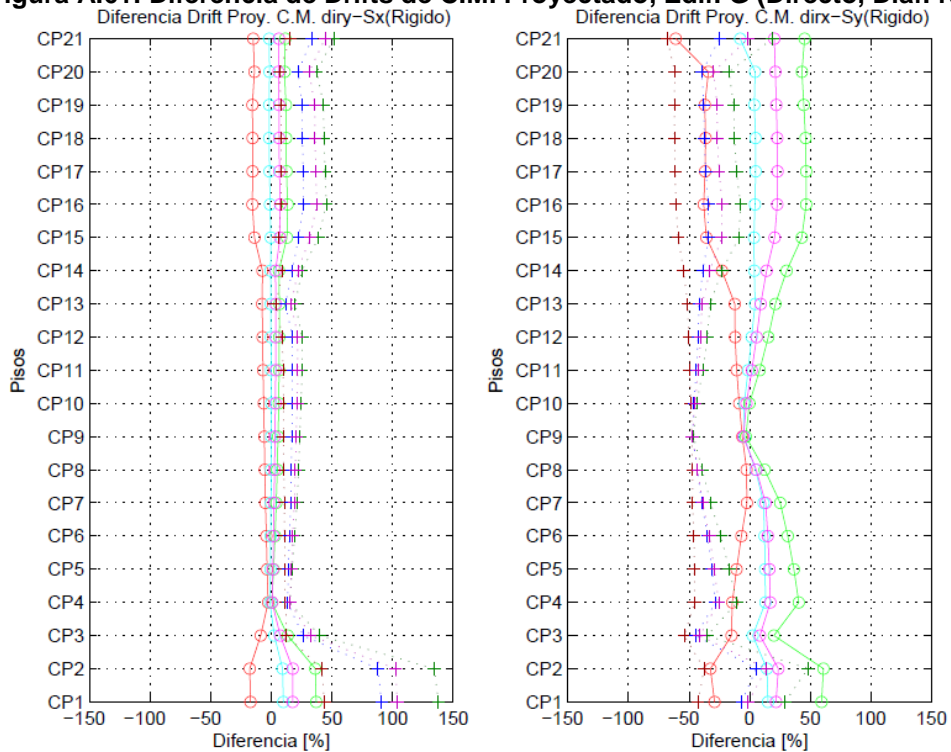 Diferencia Drift Proy. C.M. diry-Sx(Rigido)
CP21
CP20
CP19
CP18
CP17
CP16
CP15
CP14
CP13
CP12
CP11
CP10
CP9
CP8
CP7
CP6
CP5
CP4
CP3
CP2
CP1
Pisos
−150 −100 −50 0 50 100 150
Diferencia [%]
Diferencia Drift Proy. C.M. dirx-Sy(Rigido)
CP21
CP20
CP19
CP18
CP17
CP16
CP15
CP14
CP13
CP12
CP11
CP10
CP9
CP8
CP7
CP6
CP5
CP4
CP3
CP2
CP1
Pisos
−150 −100 −50 0 50 100 150
Diferencia [%]